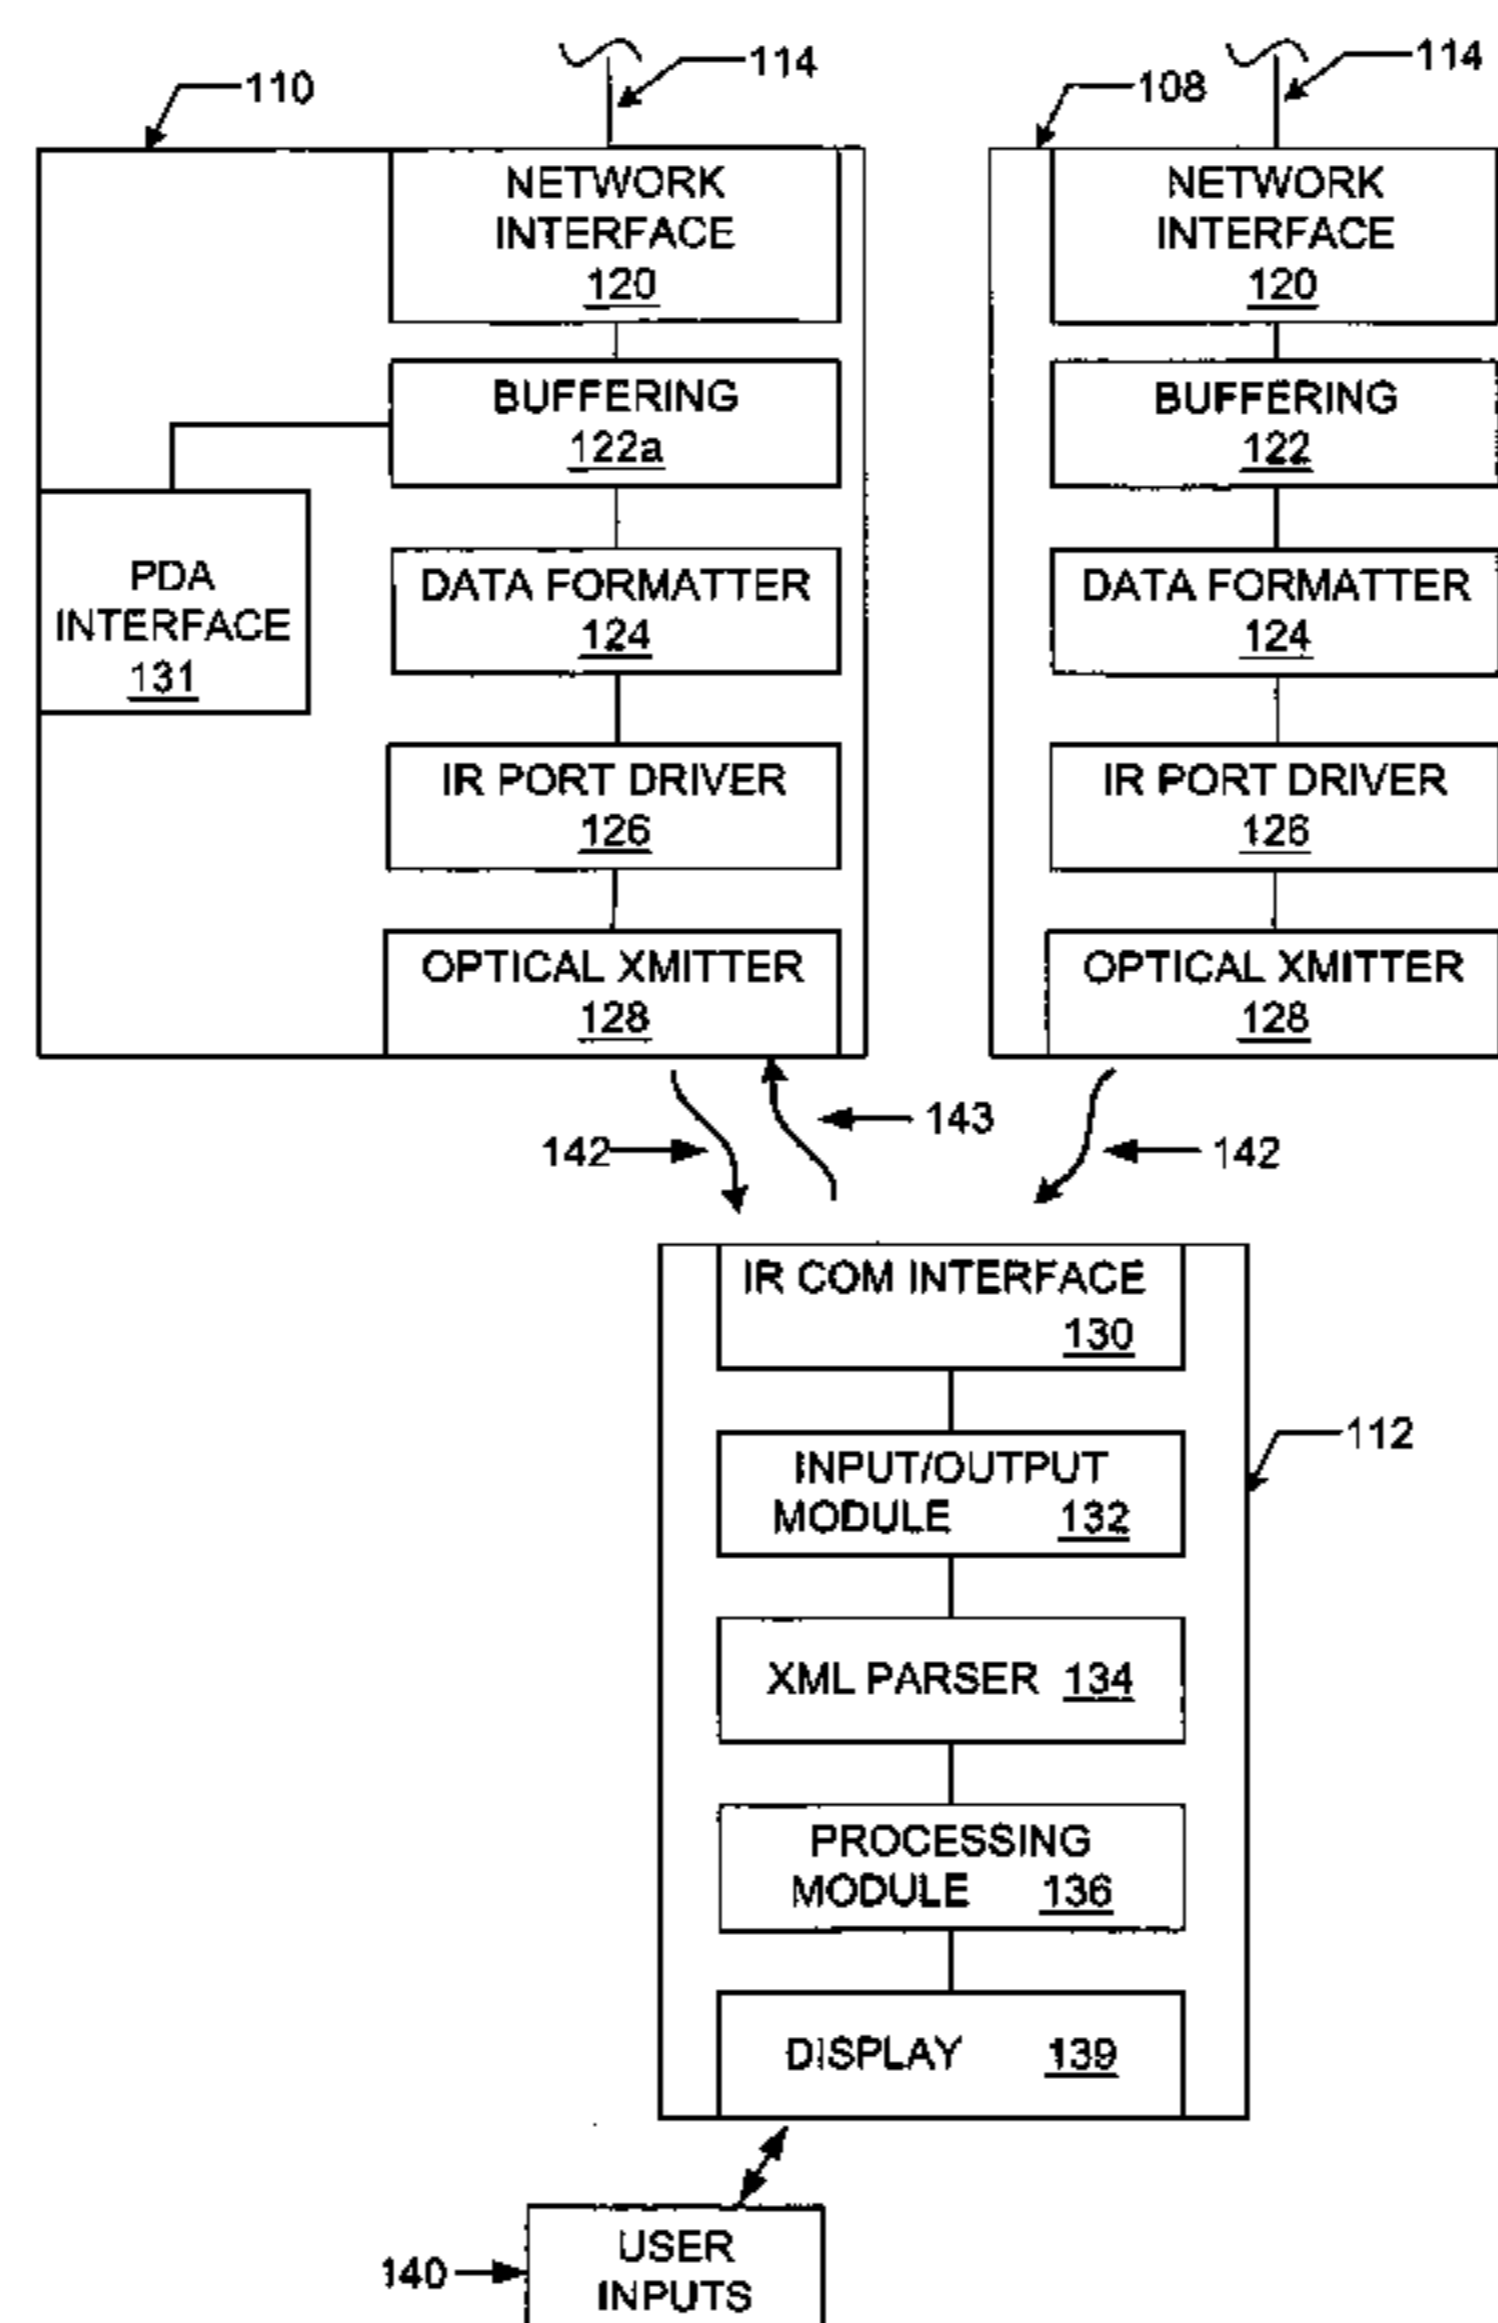 114
110
NETWORK
INTERFACE
120
BUFFERING
122a
PDA
INTERFACE
131
DATA FORMATTER
124
IR PORT DRIVER
126
OPTICAL XMITTER
128
114
108
NETWORK
INTERFACE
120
BUFFERING
122
DATA FORMATTER
124
IR PORT DRIVER
126
OPTICAL XMITTER
128
142
143
142
IR COM INTERFACE
130
112
INPUT/OUTPUT
MODULE 132
XML PARSER 134
PROCESSING
MODULE 136
DISPLAY 139
140
USER
INPUTS